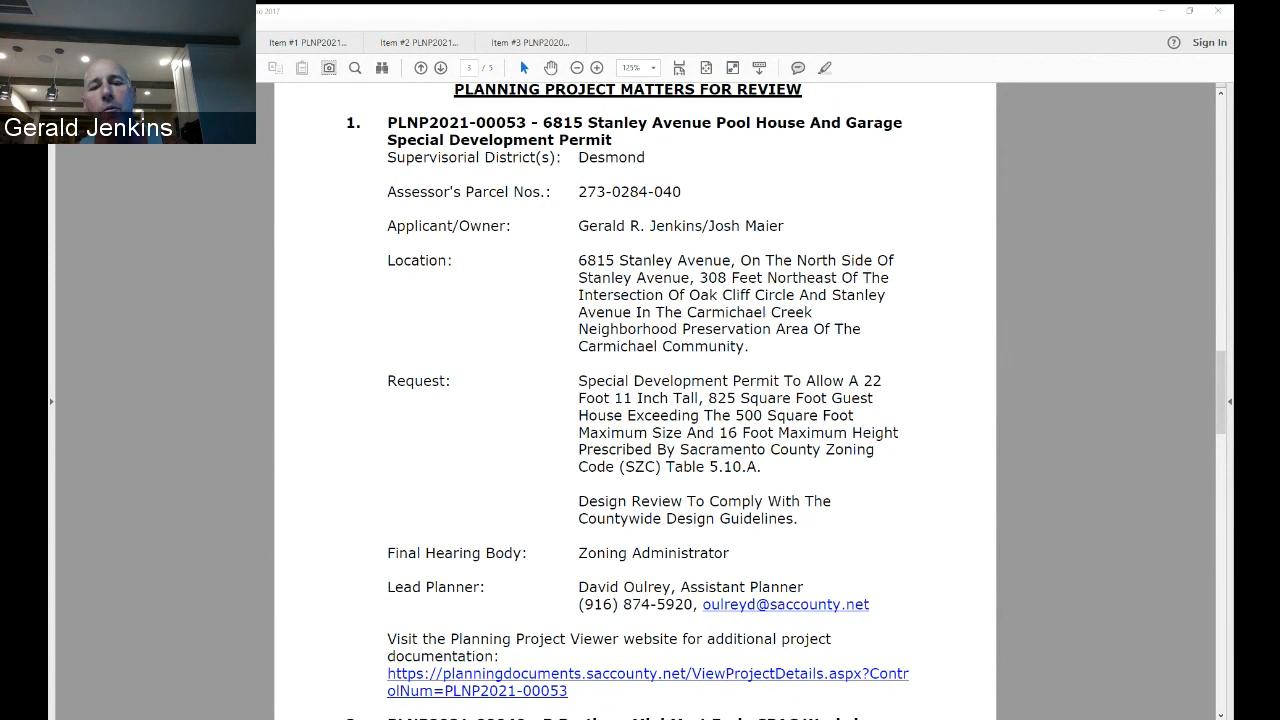 2017
Item #1 PLNP2021... Item #2 PLNP2021... Item #3 PLNP2020... Sign In
3 / 5 125%
Gerald Jenkins
PLANNING PROJECT MATTERS FOR REVIEW
1. PLNP2021-00053 - 6815 Stanley Avenue Pool House And Garage
Special Development Permit
Supervisorial District(s): Desmond
Assessor's Parcel Nos.: 273-0284-040
Applicant/Owner: Gerald R. Jenkins/Josh Maier
Location: 6815 Stanley Avenue, On The North Side Of
Stanley Avenue, 308 Feet Northeast Of The
Intersection Of Oak Cliff Circle And Stanley
Avenue In The Carmichael Creek
Neighborhood Preservation Area Of The
Carmichael Community.
Request: Special Development Permit To Allow A 22
Foot 11 Inch Tall, 825 Square Foot Guest
House Exceeding The 500 Square Foot
Maximum Size And 16 Foot Maximum Height
Prescribed By Sacramento County Zoning
Code (SZC) Table 5.10.A.
Design Review To Comply With The
Countywide Design Guidelines.
Final Hearing Body: Zoning Administrator
Lead Planner: David Oulrey, Assistant Planner
(916) 874-5920, oulreyd@saccounty.net
Visit the Planning Project Viewer website for additional project
documentation:
https://planningdocuments.saccounty.net/ViewProjectDetails.aspx?Contr
olNum=PLNP2021-00053